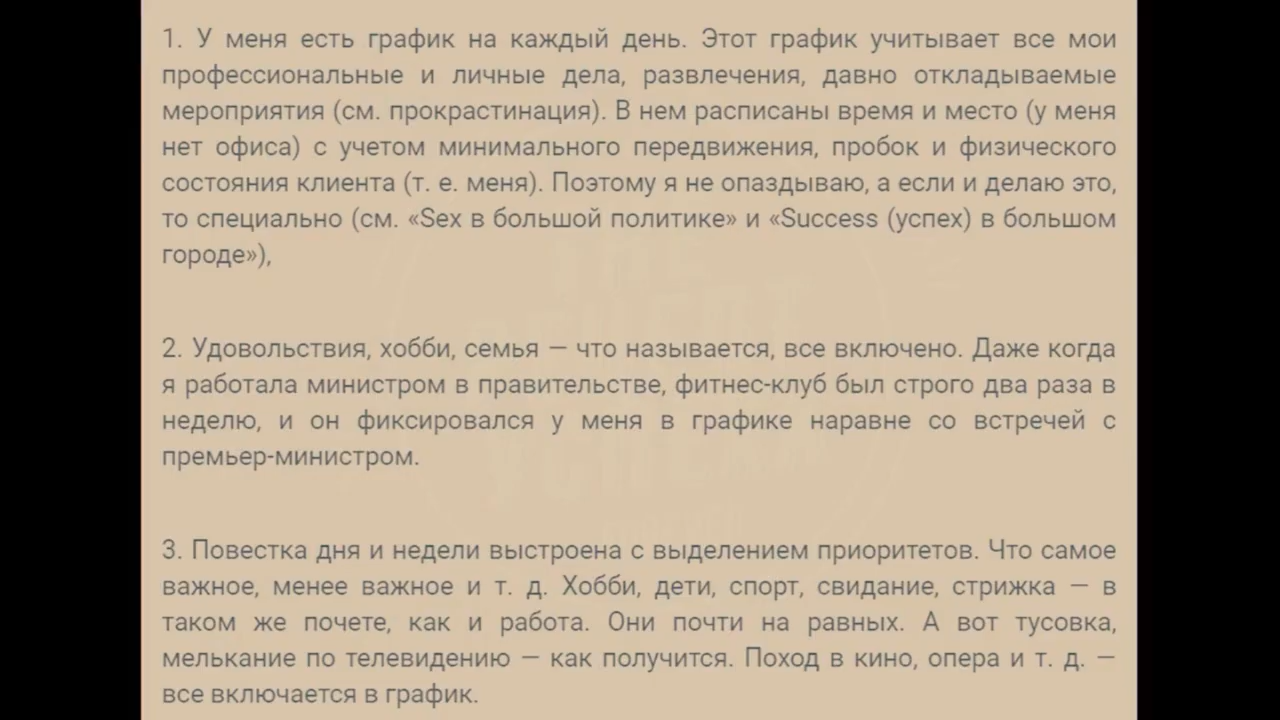 1. У меня есть график на каждый день. Этот график учитывает все мои
профессиональные и личные дела, развлечения, давно откладываемые
мероприятия (см. прокрастинация). В нем расписаны время и место (у меня
нет офиса) с учетом минимального передвижения, пробок и физического
состояния клиента (т. е. меня). Поэтому я не опаздываю, а если и делаю это,
то специально (см. «Sex в большой политике» и «Success (успех) в большом
городе»),
2. Удовольствия, хобби, семья — что называется, все включено. Даже когда
я работала министром в правительстве, фитнес-клуб был строго два раза в
неделю, и он фиксировался у меня в графике наравне со встречей с
премьер-министром.
3. Повестка дня и недели выстроена с выделением приоритетов. Что самое
важное, менее важное и т. д. Хобби, дети, спорт, свидание, стрижка — в
таком же почете, как и работа. Они почти на равных. А вот тусовка,
мелькание по телевидению — как получится. Поход в кино, опера и т. д. —
все включается в график.